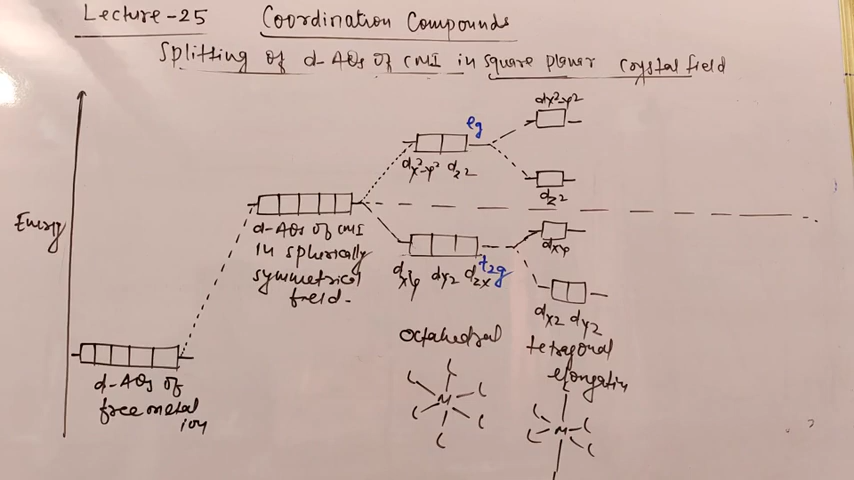 Lecture-25 Coordination Compounds
Splitting of d-AOs of CMI in square planer crystal field
Energy
d-AOs of
free metal
ion
d-AOs of CMI
in spherically
symmetrical
field.
eg
dx²-y² dz²
t2g
dxy dyz dzx
octahedral
L
L L
M
L L
L
dx²-y²
dz²
dxy
dxz dyz
tetragonal
elongation
L
L L
M
L L